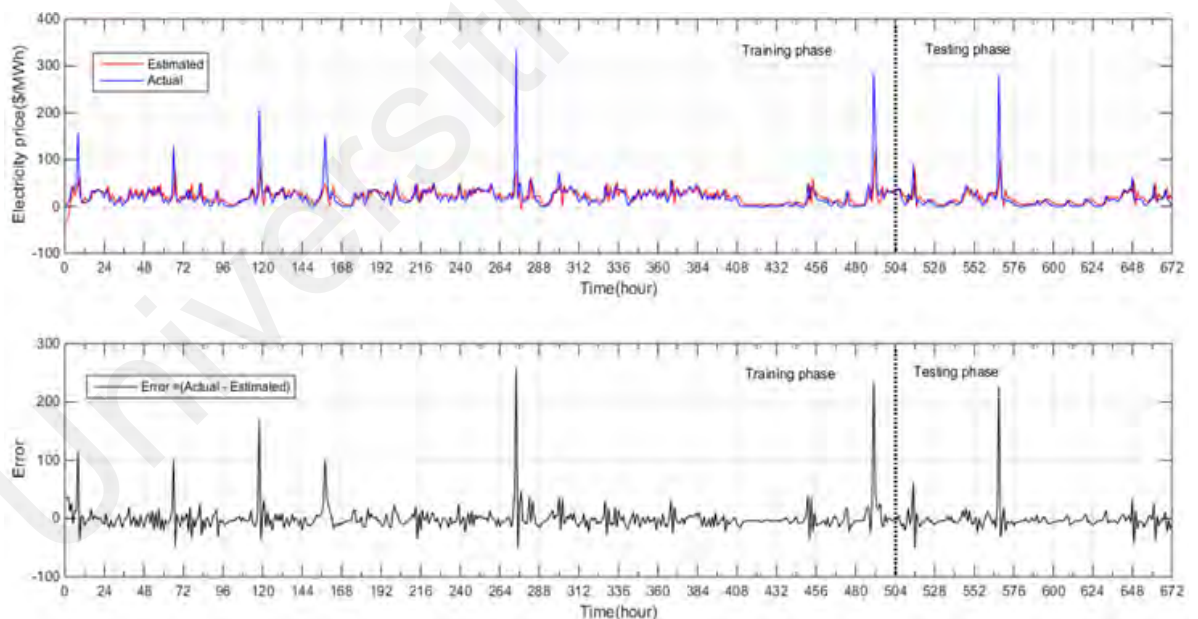 400
300
200
100
0
-100
Electricity price($/MWh)
Estimated
Actual
Training phase
Testing phase
0 24 48 72 96 120 144 168 192 216 240 264 288 312 336 360 384 408 432 456 480 504 528 552 576 600 624 648 672
Time(hour)
300
200
100
0
-100
Error
Error =(Actual - Estimated)
Training phase
Testing phase
0 24 48 72 96 120 144 168 192 216 240 264 288 312 336 360 384 408 432 456 480 504 528 552 576 600 624 648 672
Time(hour)
Universiti